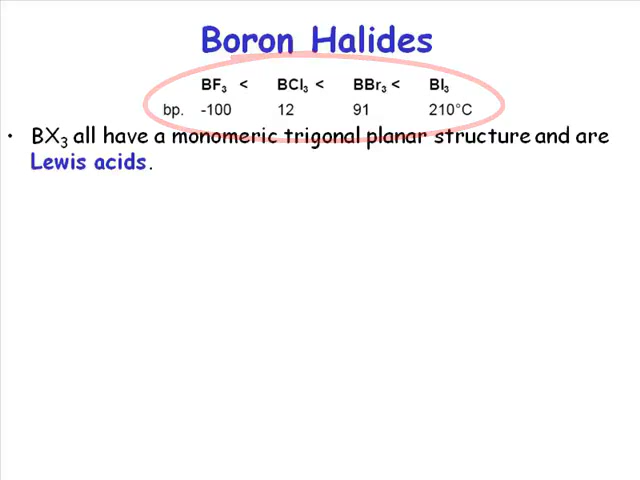 Boron Halides
BF₃ < BCl₃ < BBr₃ < BI₃
bp. -100 12 91 210°C
• BX₃ all have a monomeric trigonal planar structure and are
Lewis acids.